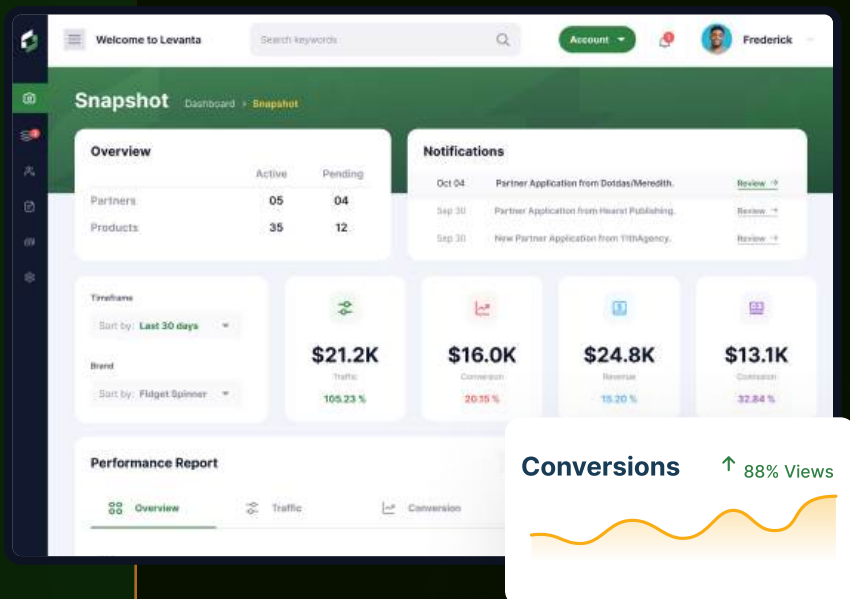 Welcome to Levanta
Search keywords
Account
1
Frederick
Snapshot
Dashboard > Snapshot
Overview
Active Pending
Partners 05 04
Products 35 12
Notifications
Oct 04 Partner Application from Dotdas/Meredith. Review →
Sep 30 Partner Application from Hearst Publishing. Review →
Sep 30 New Partner Application from 11thAgency. Review →
Timeframe
Sort by: Last 30 days
Brand
Sort by: Fidget Spinner
$21.2K
Traffic
105.23 %
$16.0K
Conversion
20.15 %
$24.8K
Revenue
15.20 %
$13.1K
32.84 %
Performance Report
Overview Traffic Conversion
Conversions ↑ 88% Views